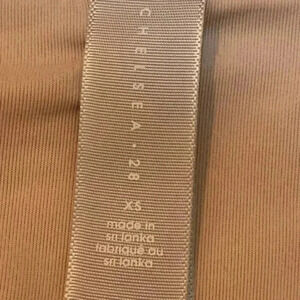 CHELSEA • 28
XS
made in
sri lanka
fabriqué au
sri lanka